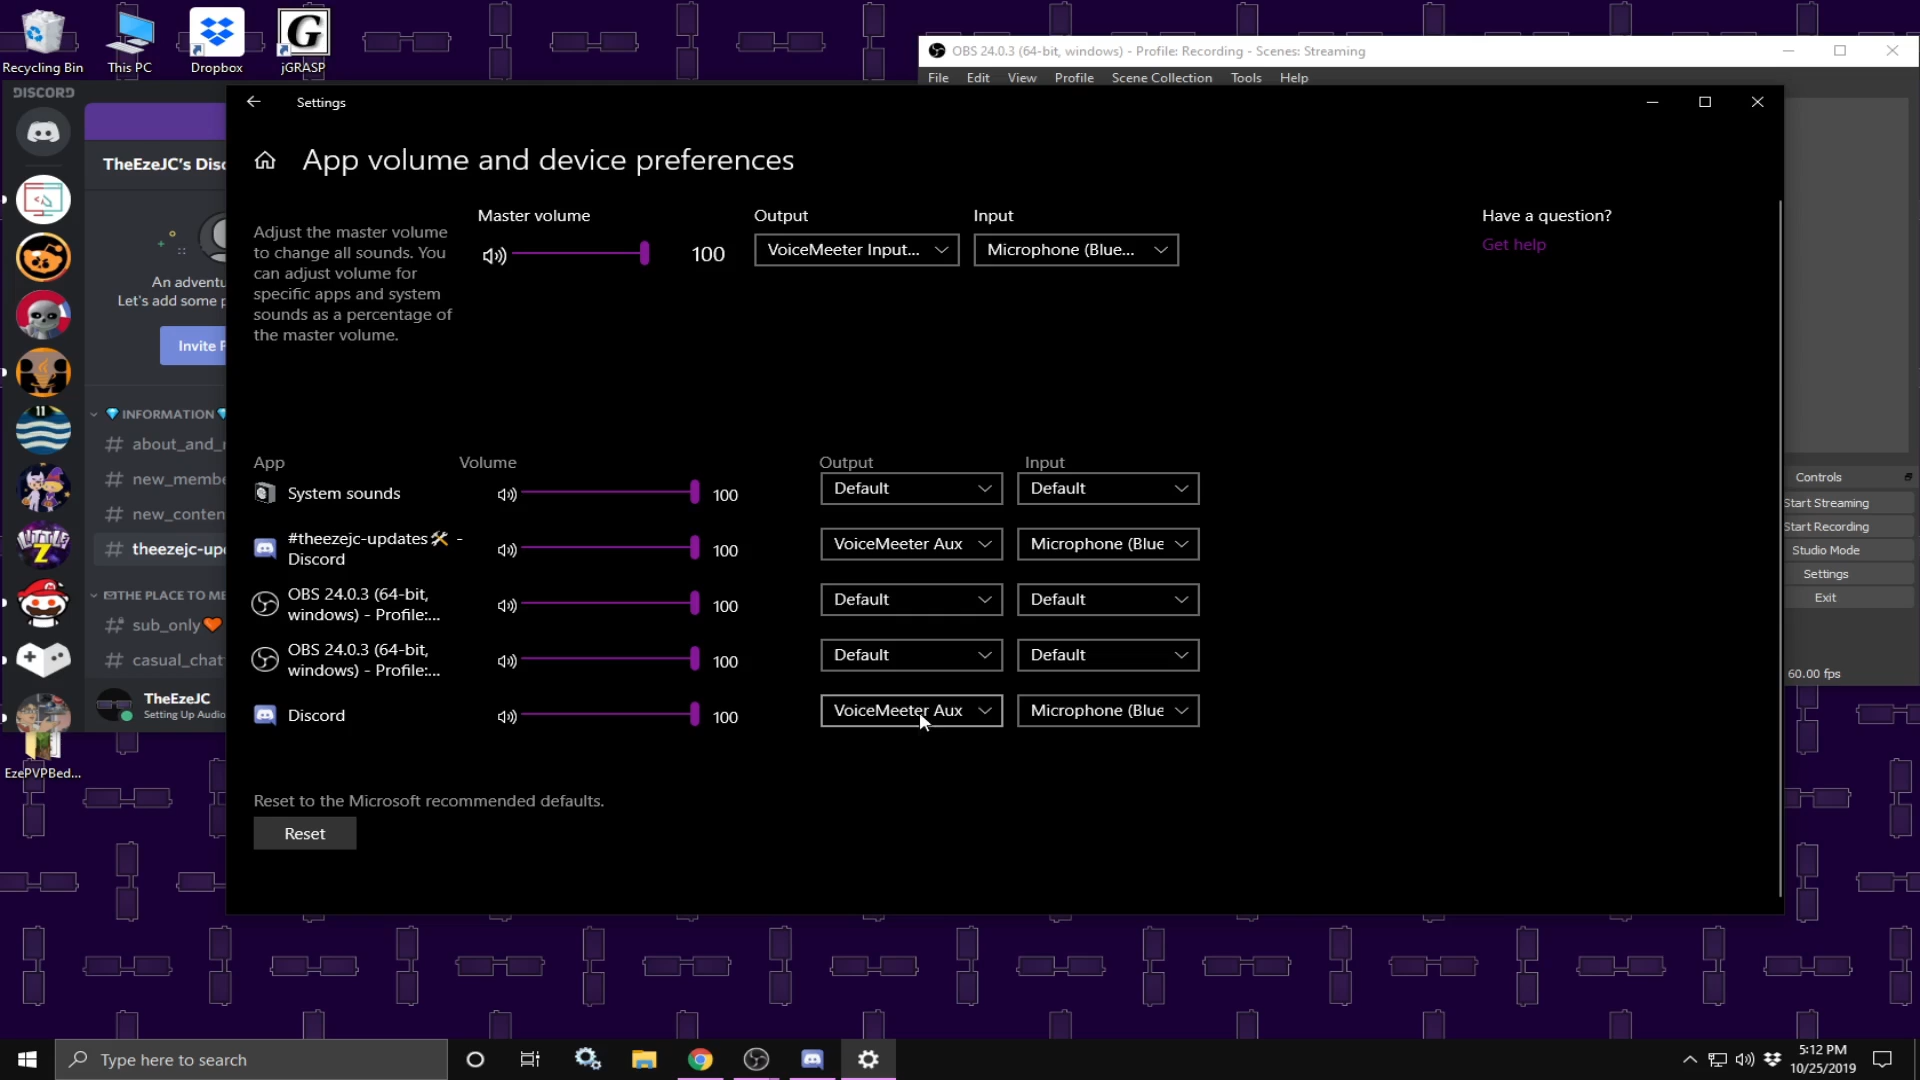 Recycling Bin
This PC
Dropbox
jGRASP
G
OBS 24.0.3 (64-bit, windows) - Profile: Recording - Scenes: Streaming
File Edit View Profile Scene Collection Tools Help
DISCORD
TheEzeJC's Disc
An adventu
Let's add some p
Invite F
INFORMATION
# about_and_r
# new_membe
# new_conten
# theezejc-upd
THE PLACE TO ME
# sub_only
# casual_chat
TheEzeJC
Setting Up Audio
EzePVPBed...
Settings
App volume and device preferences
Adjust the master volume
to change all sounds. You
can adjust volume for
specific apps and system
sounds as a percentage of
the master volume.
Master volume
100
Output
VoiceMeeter Input...
Input
Microphone (Blue...
Have a question?
Get help
App Volume Output Input
System sounds 100 Default Default
#theezejc-updates🛠 -
Discord
100 VoiceMeeter Aux Microphone (Blue
OBS 24.0.3 (64-bit,
windows) - Profile:...
100 Default Default
OBS 24.0.3 (64-bit,
windows) - Profile:...
100 Default Default
Discord 100 VoiceMeeter Aux Microphone (Blue
Reset to the Microsoft recommended defaults.
Reset
Controls
Start Streaming
Start Recording
Studio Mode
Settings
Exit
60.00 fps
Type here to search
5:12 PM
10/25/2019